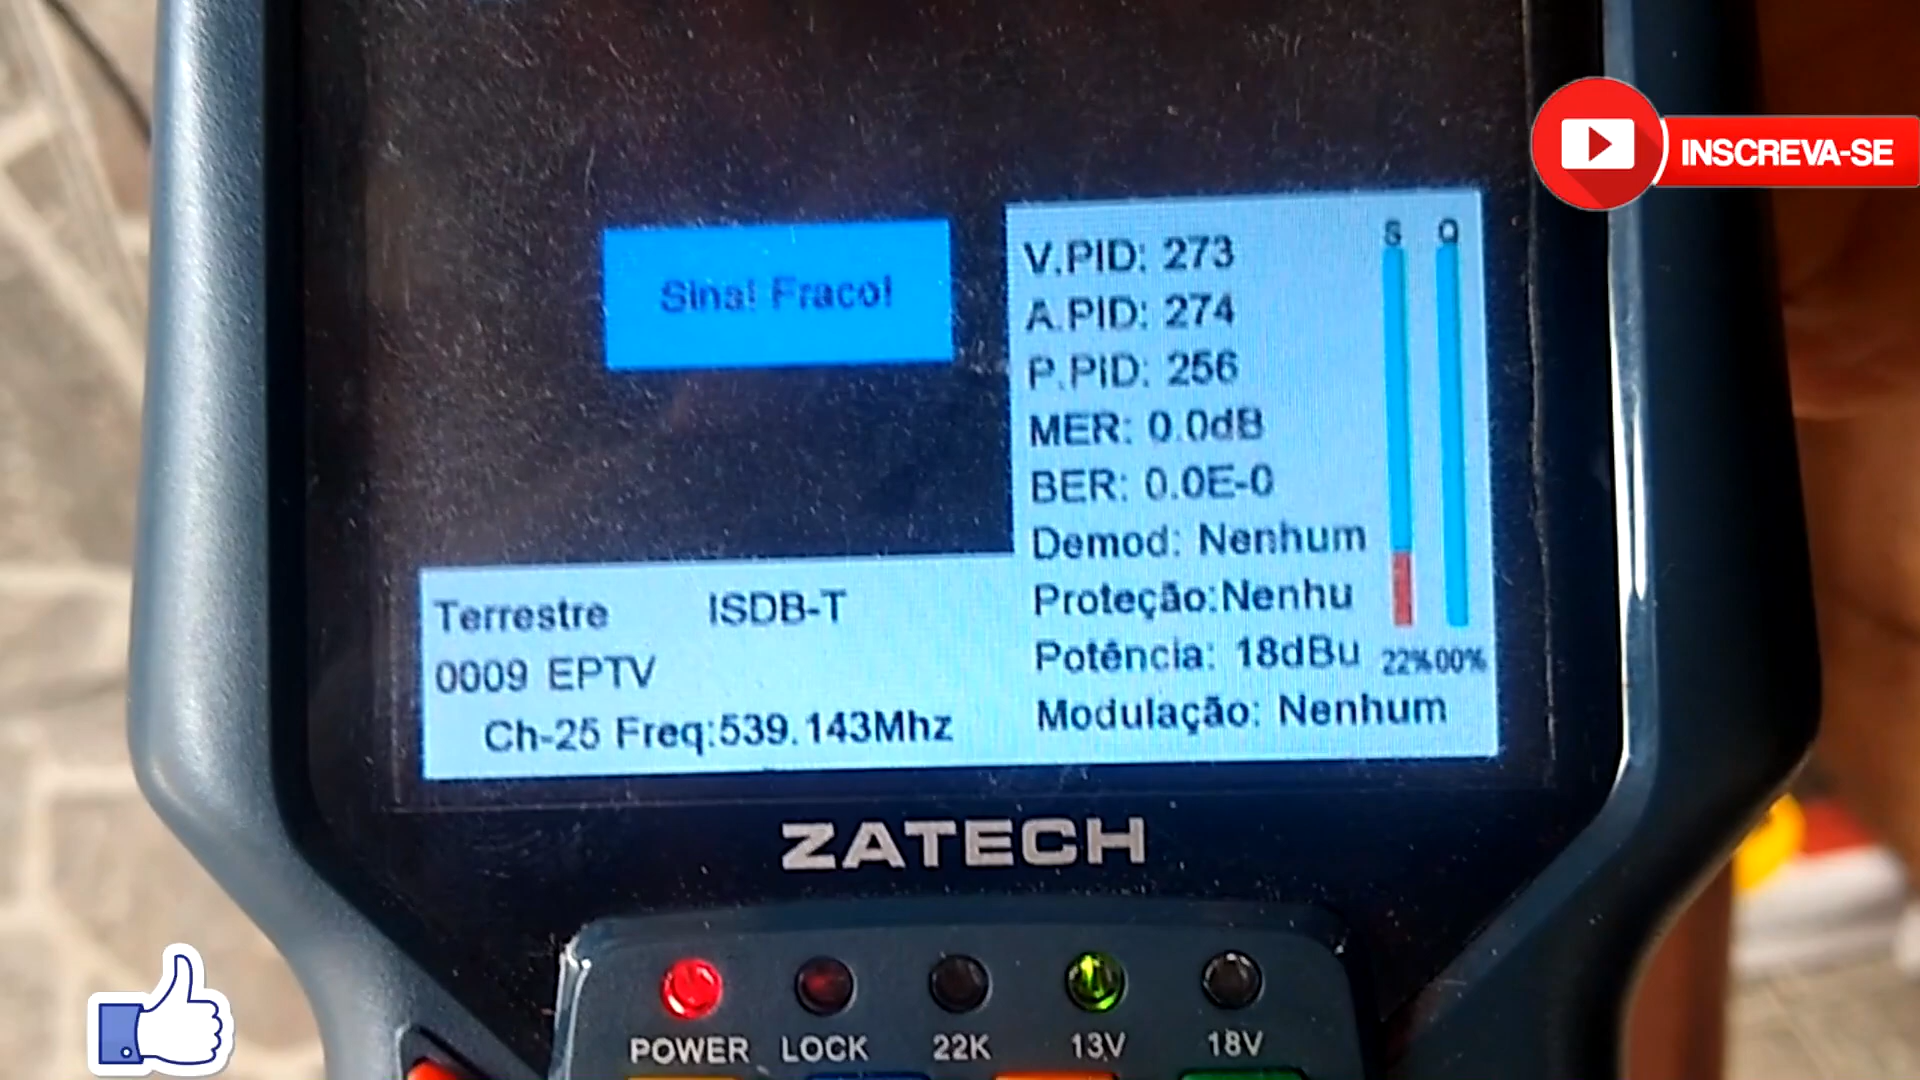 INSCREVA-SE
Sinal Fraco!
S Q
V.PID: 273
A.PID: 274
P.PID: 256
MER: 0.0dB
BER: 0.0E-0
Demod: Nenhum
Proteção:Nenhu
Potência: 18dBu
22%00%
Modulação: Nenhum
Terrestre ISDB-T
0009 EPTV
Ch-25 Freq:539.143Mhz
ZATECH
POWER LOCK 22K 13V 18V